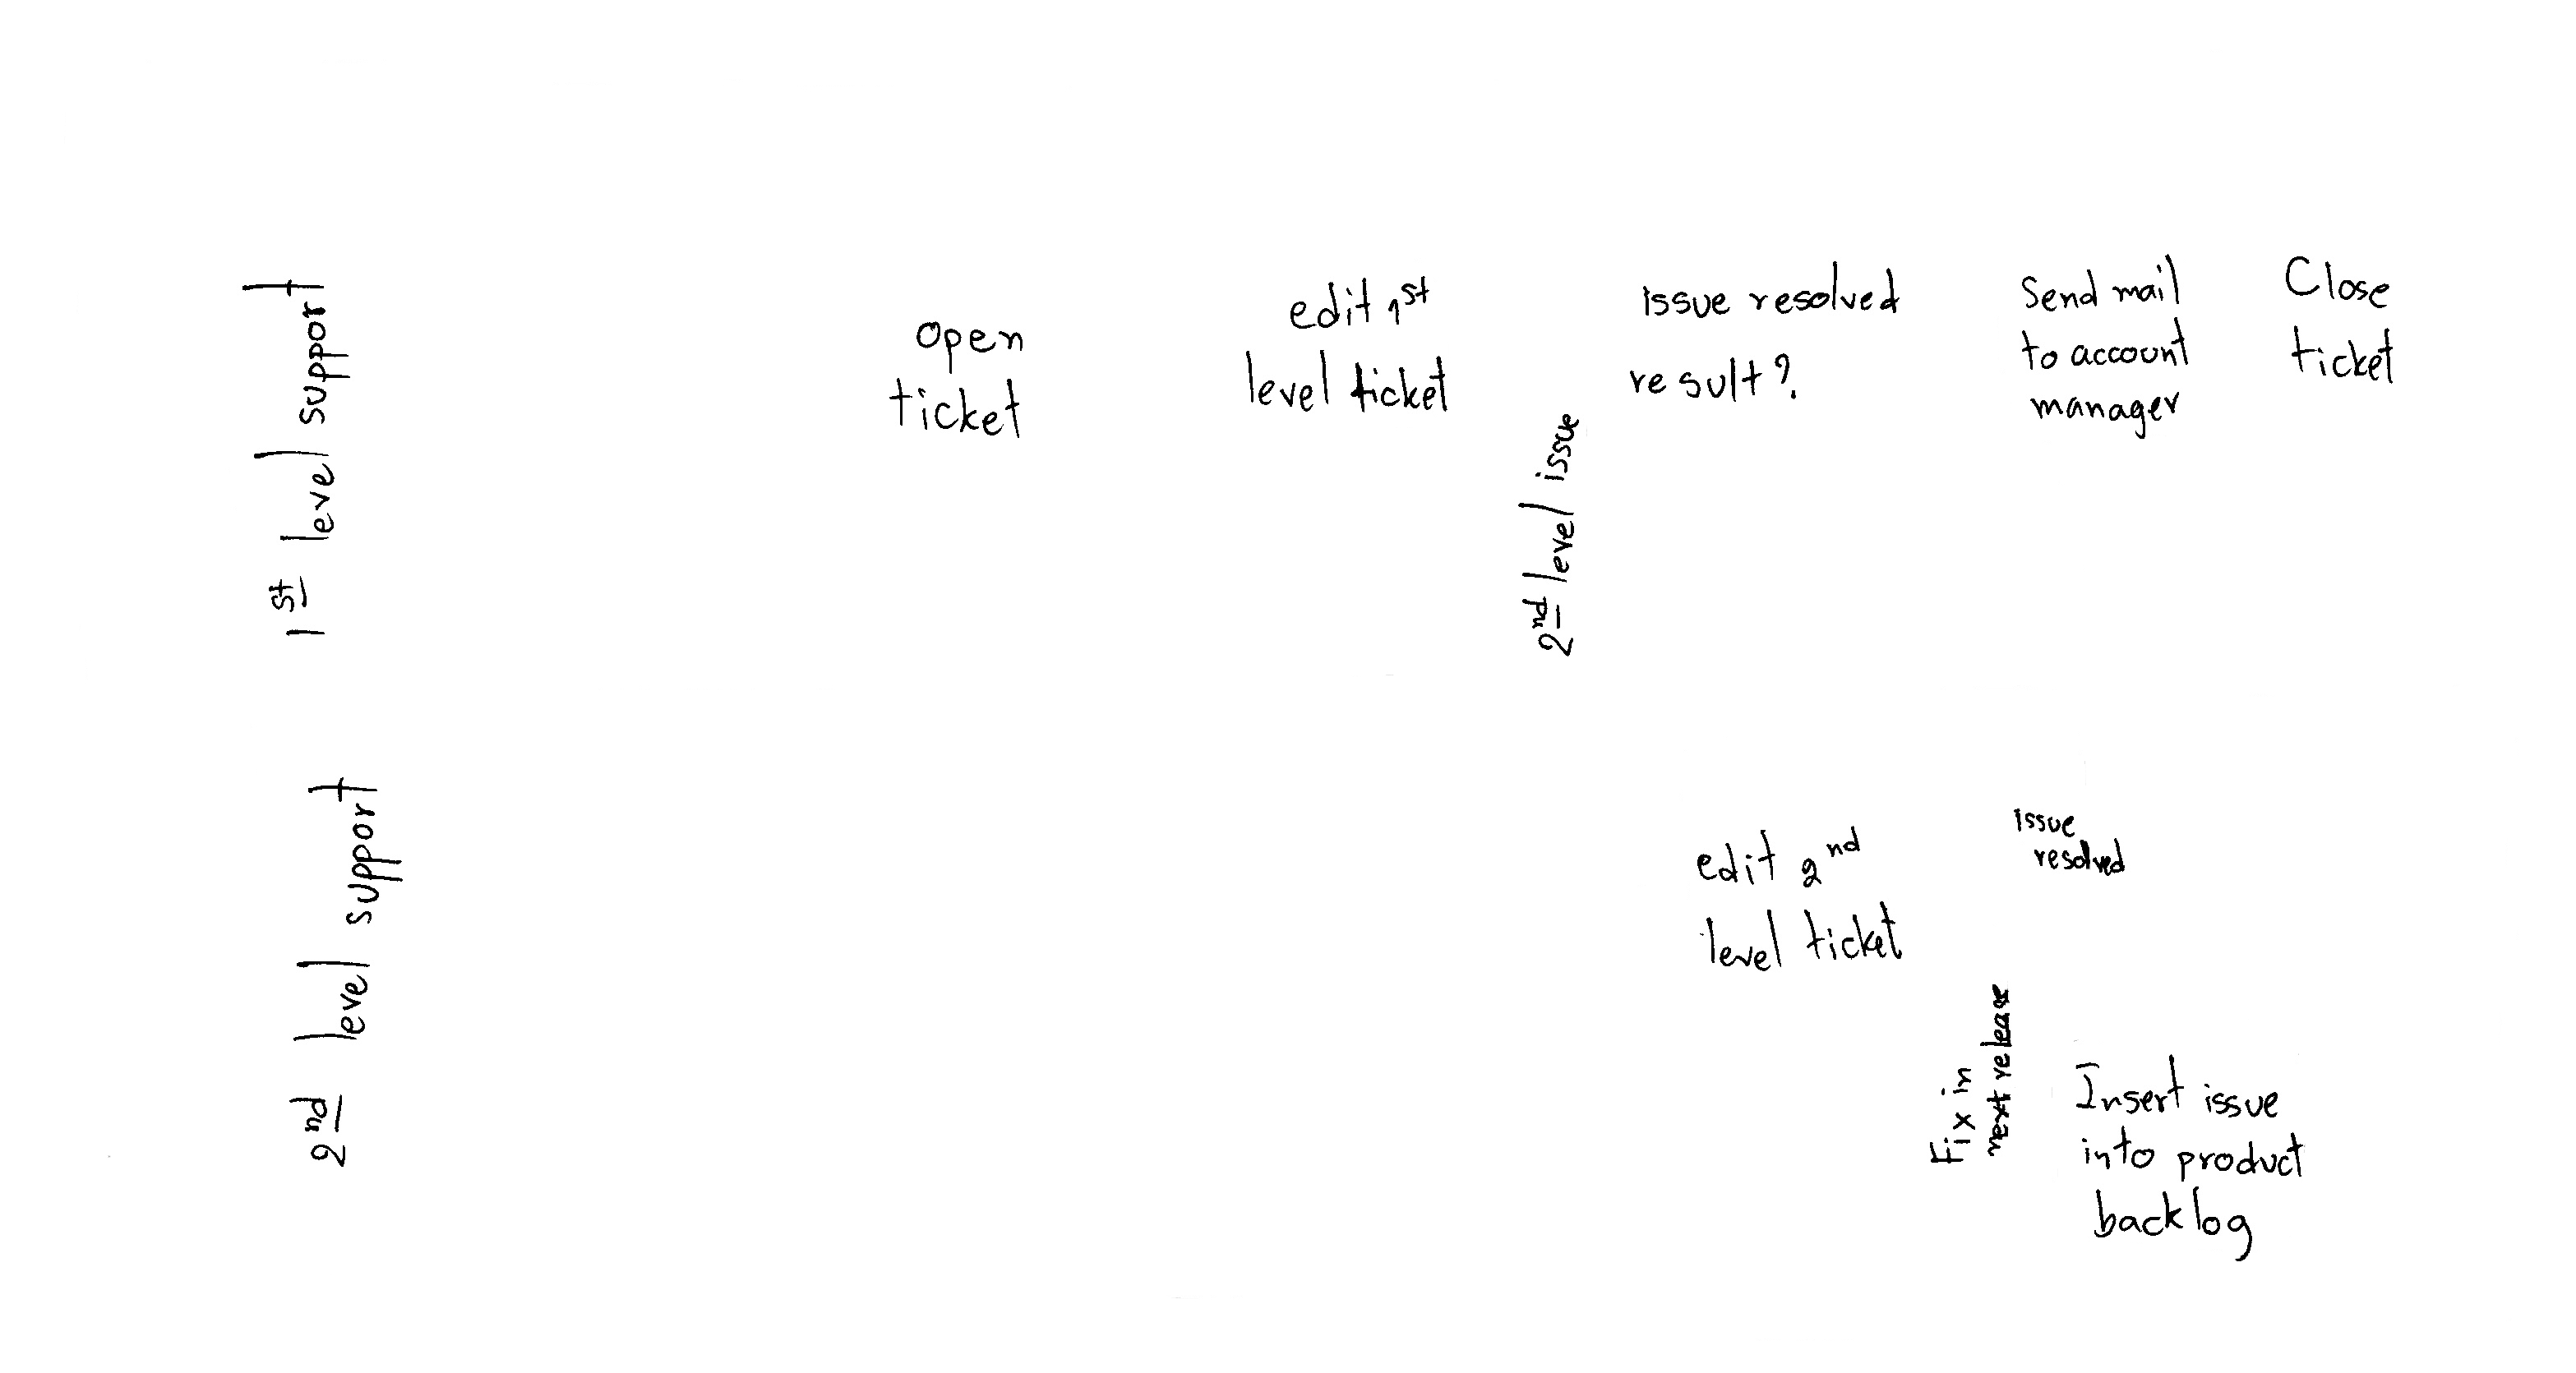 1st level support
open
ticket
edit 1st
level ticket
2nd level issue
issue resolved
result?
Send mail
to account
manager
Close
ticket
2nd level support
edit 2nd
level ticket
issue
resolved
Fix in
next release
Insert issue
into product
backlog